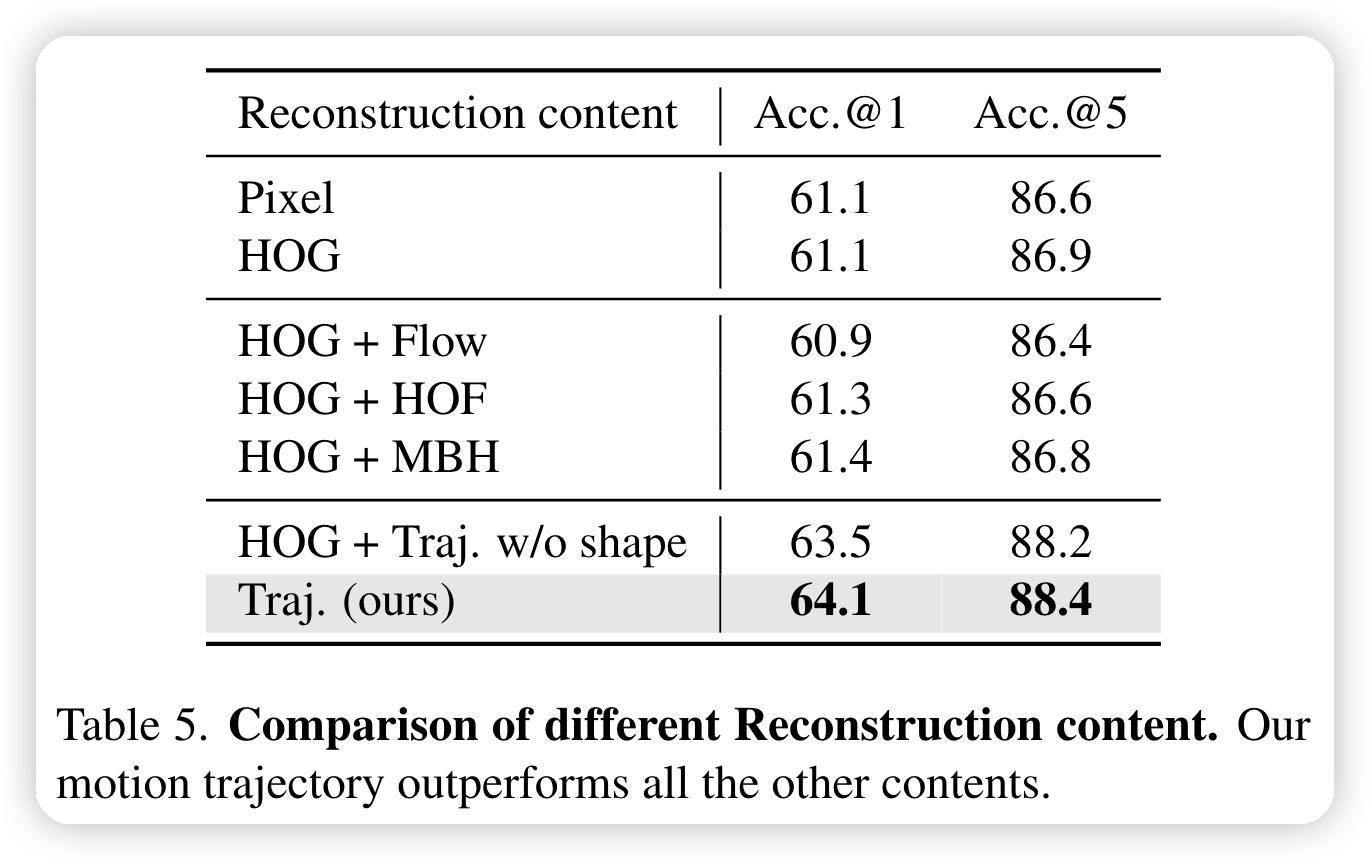 Reconstruction content Acc.@1 Acc.@5
Pixel 61.1 86.6
HOG 61.1 86.9
HOG + Flow 60.9 86.4
HOG + HOF 61.3 86.6
HOG + MBH 61.4 86.8
HOG + Traj. w/o shape 63.5 88.2
Traj. (ours) 64.1 88.4
Table 5. Comparison of different Reconstruction content. Our
motion trajectory outperforms all the other contents.